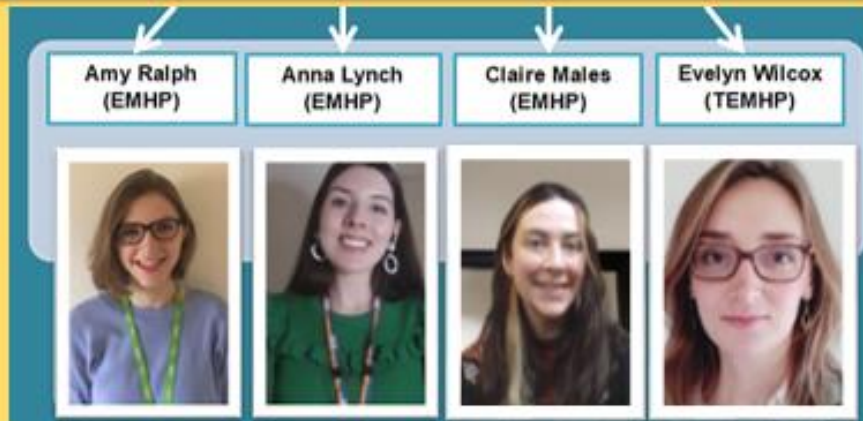 Amy Ralph
(EMHP)
Anna Lynch
(EMHP)
Claire Males
(EMHP)
Evelyn Wilcox
(TEMHP)